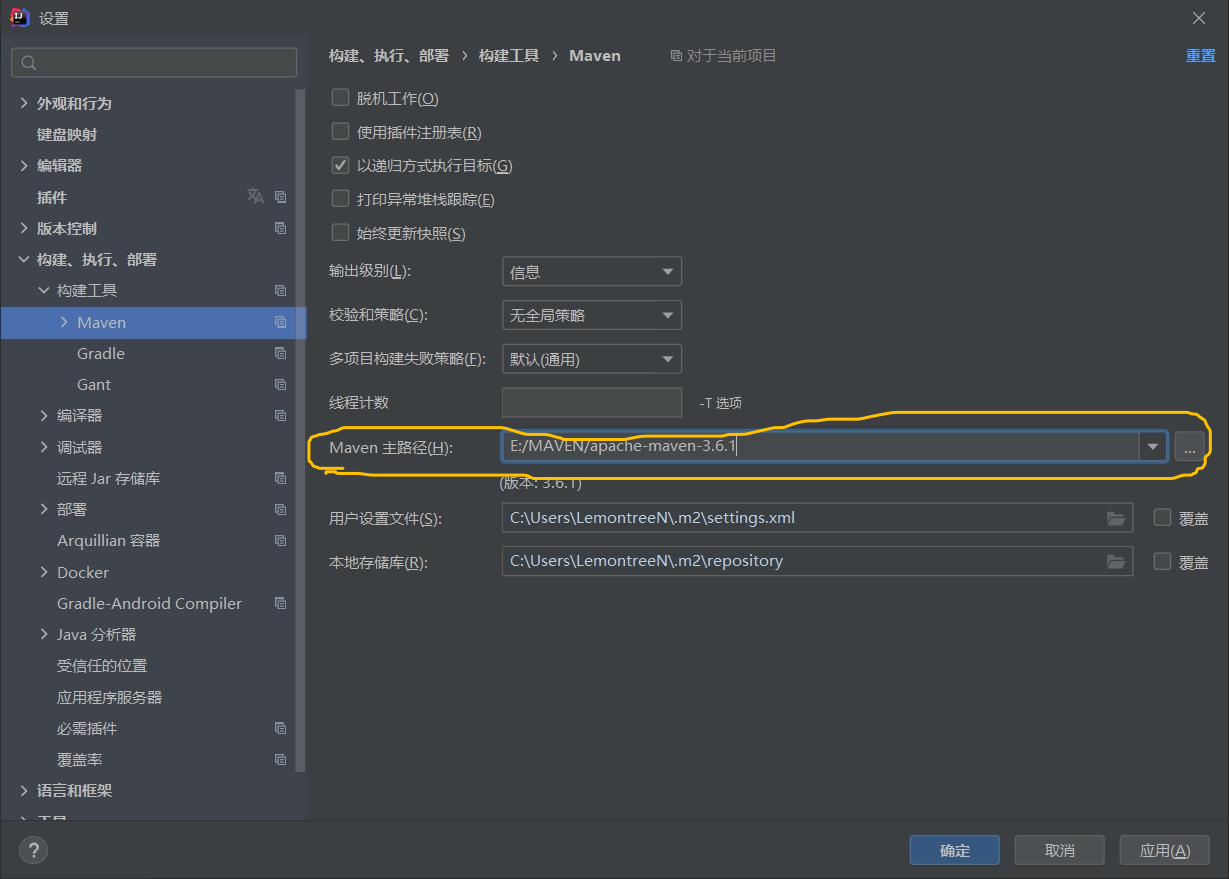 设置
构建、执行、部署 › 构建工具 › Maven 对于当前项目 重置
外观和行为
键盘映射
编辑器
插件
版本控制
构建、执行、部署
构建工具
Maven
Gradle
Gant
编译器
调试器
远程 Jar 存储库
部署
Arquillian 容器
Docker
Gradle-Android Compiler
Java 分析器
受信任的位置
应用程序服务器
必需插件
覆盖率
语言和框架
工具
脱机工作(O)
使用插件注册表(R)
以递归方式执行目标(G)
打印异常堆栈跟踪(E)
始终更新快照(S)
输出级别(L): 信息
校验和策略(C): 无全局策略
多项目构建失败策略(F): 默认(通用)
线程计数 -T 选项
Maven 主路径(H): E:/MAVEN/apache-maven-3.6.1 ...
(版本: 3.6.1)
用户设置文件(S): C:\Users\LemontreeN\.m2\settings.xml 覆盖
本地存储库(R): C:\Users\LemontreeN\.m2\repository 覆盖
? 确定 取消 应用(A)